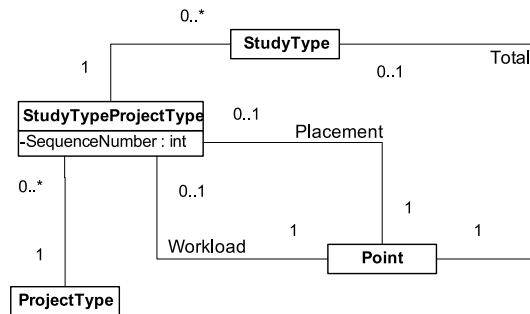 0..*
StudyType
1
0..1
Total
StudyTypeProjectType
0..1
-SequenceNumber : int
Placement
0..*
0..1
1
1
Workload
1
1
Point
ProjectType